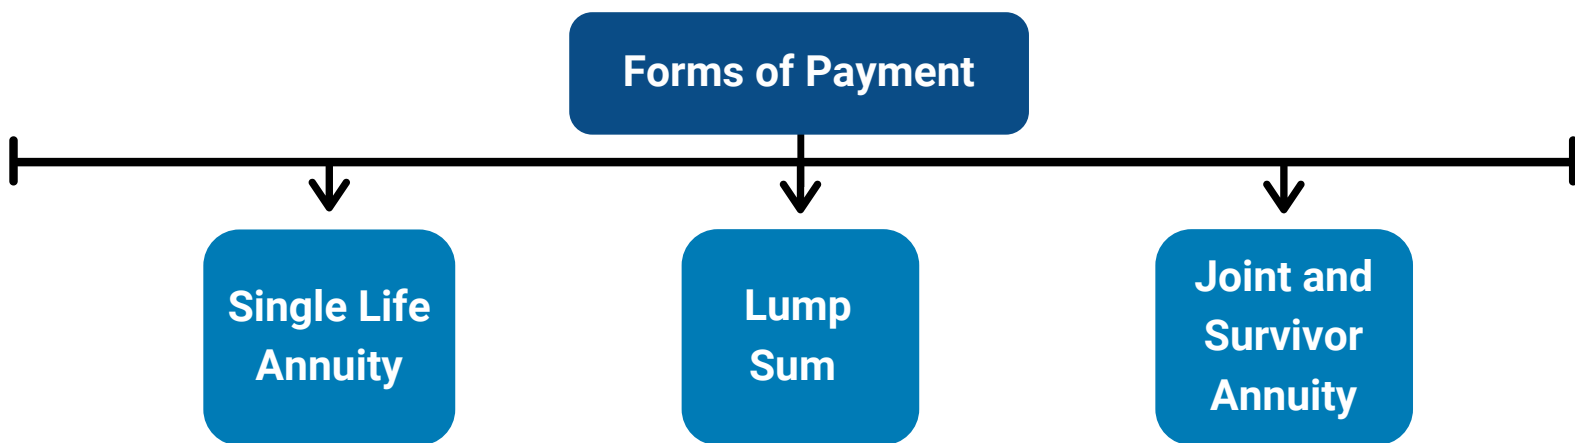 Forms of Payment
Single Life
Annuity
Lump
Sum
Joint and
Survivor
Annuity